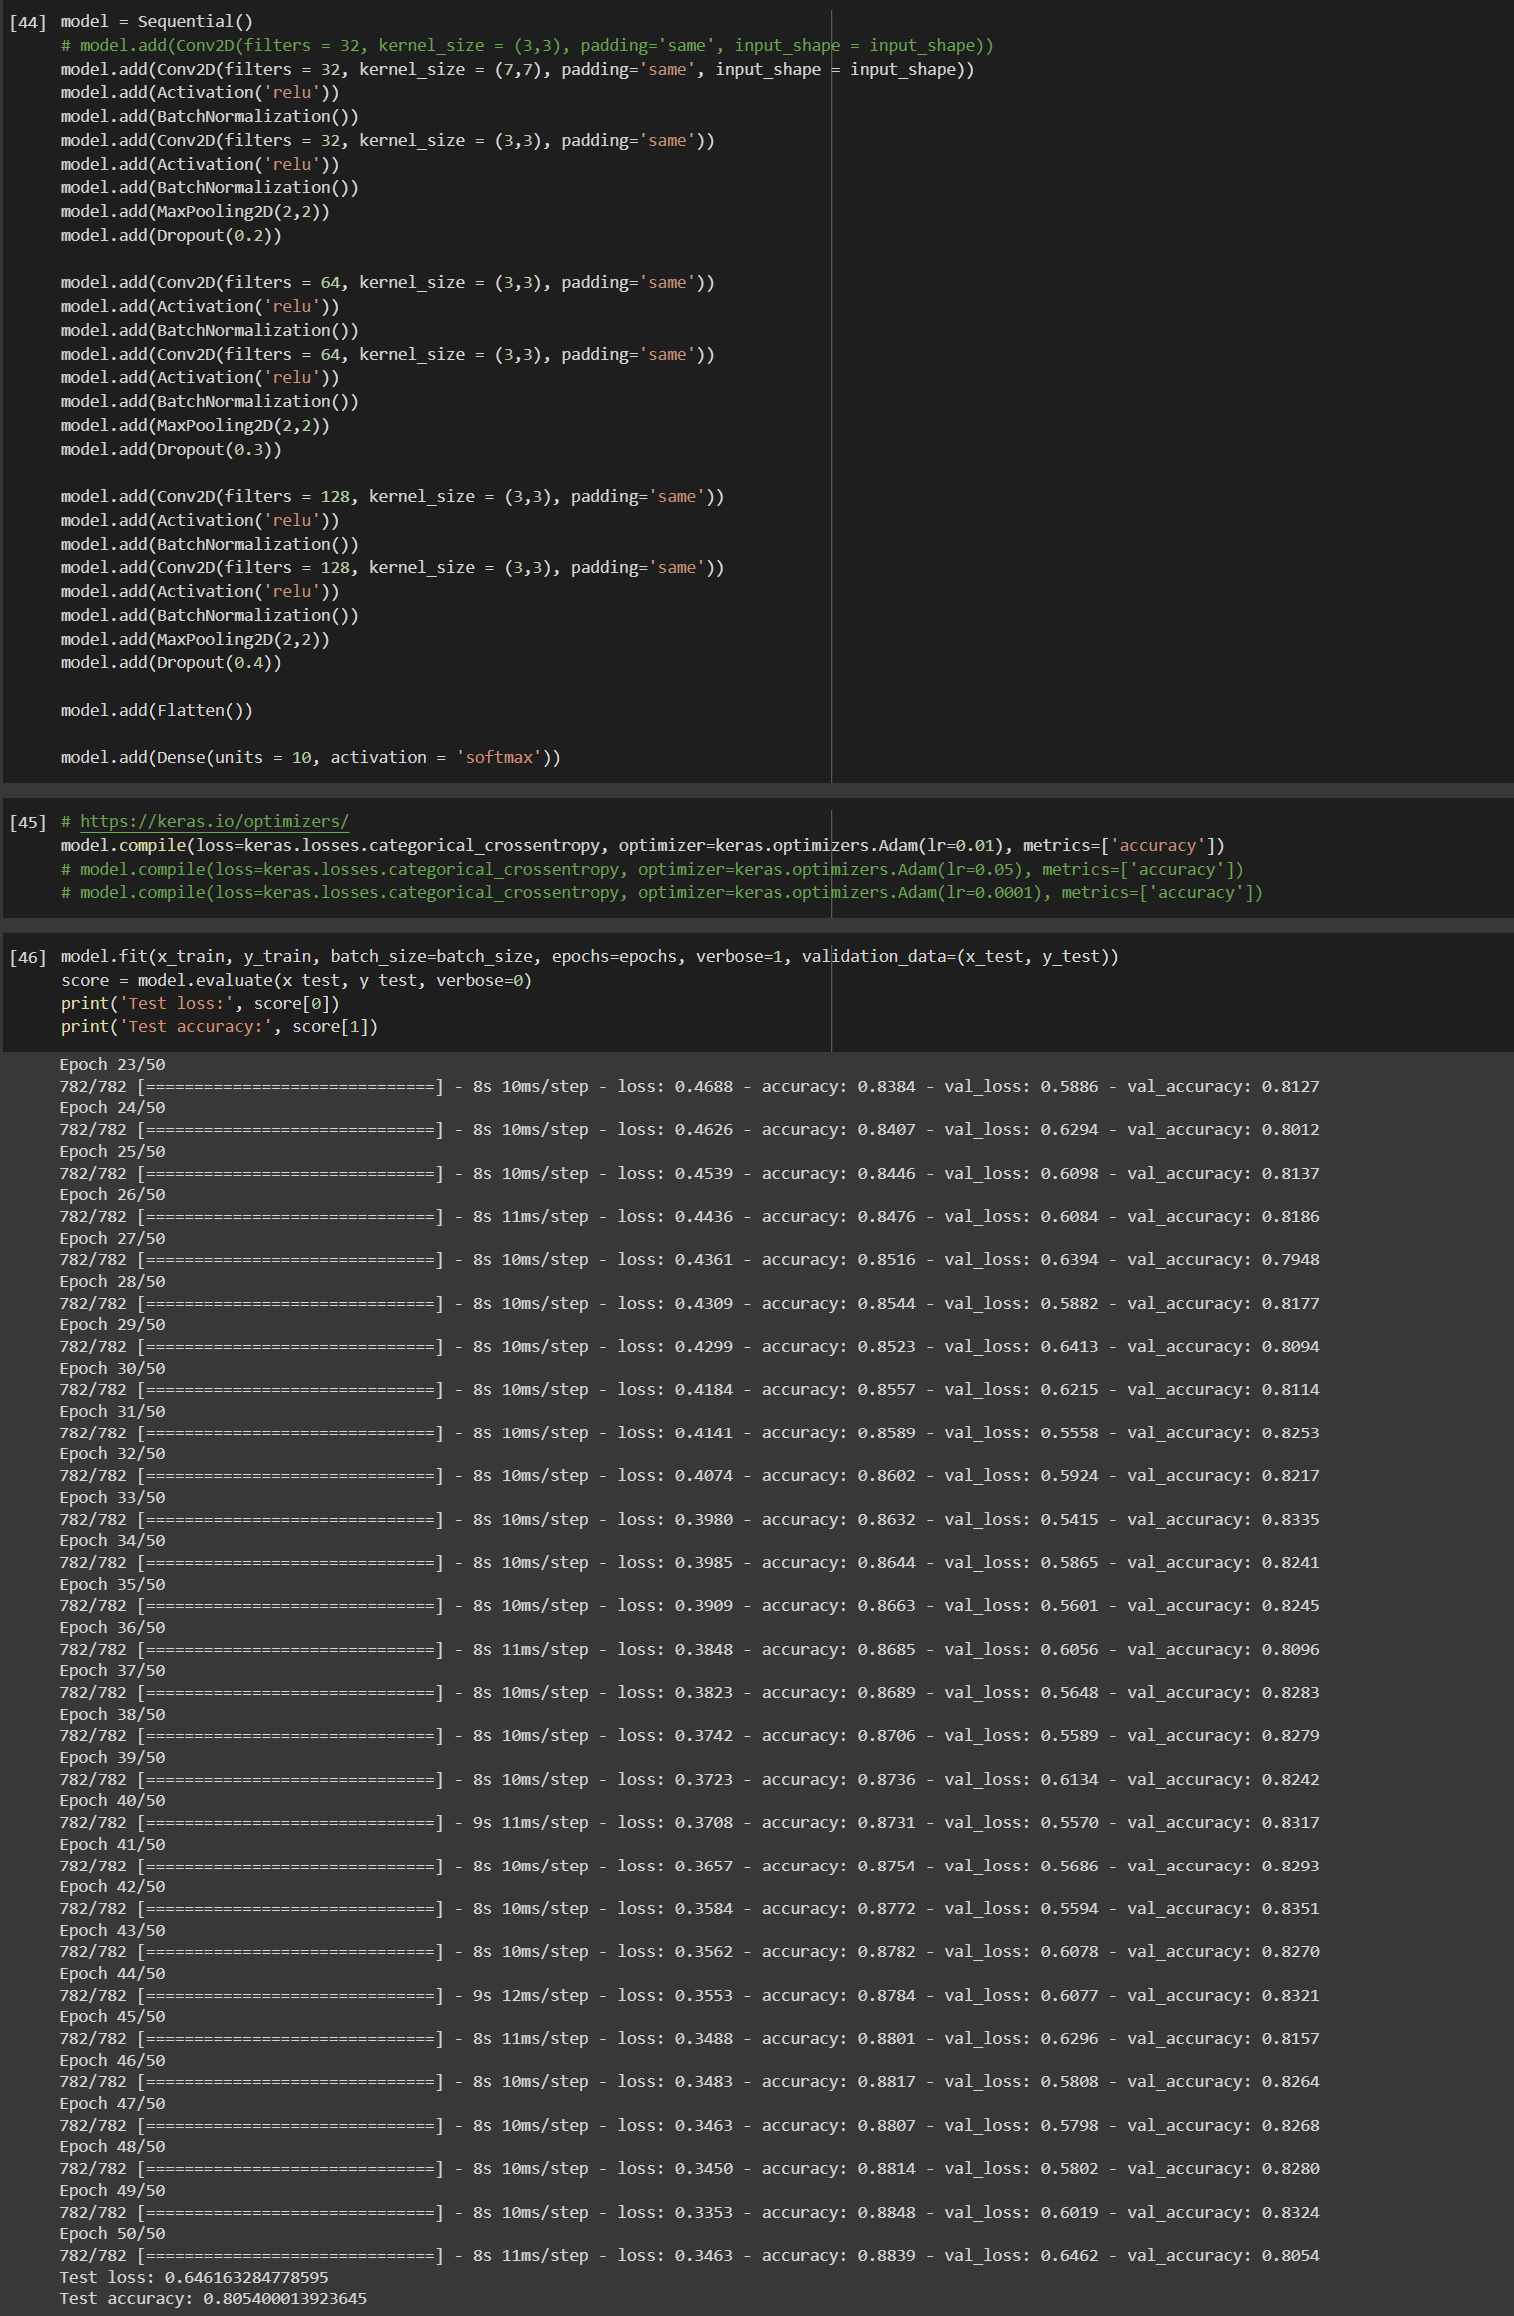 [44] model = Sequential()
# model.add(Conv2D(filters = 32, kernel_size = (3,3), padding='same', input_shape = input_shape))
model.add(Conv2D(filters = 32, kernel_size = (7,7), padding='same', input_shape = input_shape))
model.add(Activation('relu'))
model.add(BatchNormalization())
model.add(Conv2D(filters = 32, kernel_size = (3,3), padding='same'))
model.add(Activation('relu'))
model.add(BatchNormalization())
model.add(MaxPooling2D(2,2))
model.add(Dropout(0.2))
model.add(Conv2D(filters = 64, kernel_size = (3,3), padding='same'))
model.add(Activation('relu'))
model.add(BatchNormalization())
model.add(Conv2D(filters = 64, kernel_size = (3,3), padding='same'))
model.add(Activation('relu'))
model.add(BatchNormalization())
model.add(MaxPooling2D(2,2))
model.add(Dropout(0.3))
model.add(Conv2D(filters = 128, kernel_size = (3,3), padding='same'))
model.add(Activation('relu'))
model.add(BatchNormalization())
model.add(Conv2D(filters = 128, kernel_size = (3,3), padding='same'))
model.add(Activation('relu'))
model.add(BatchNormalization())
model.add(MaxPooling2D(2,2))
model.add(Dropout(0.4))
model.add(Flatten())
model.add(Dense(units = 10, activation = 'softmax'))
[45] # https://keras.io/optimizers/
model.compile(loss=keras.losses.categorical_crossentropy, optimizer=keras.optimizers.Adam(lr=0.01), metrics=['accuracy'])
# model.compile(loss=keras.losses.categorical_crossentropy, optimizer=keras.optimizers.Adam(lr=0.05), metrics=['accuracy'])
# model.compile(loss=keras.losses.categorical_crossentropy, optimizer=keras.optimizers.Adam(lr=0.0001), metrics=['accuracy'])
[46] model.fit(x_train, y_train, batch_size=batch_size, epochs=epochs, verbose=1, validation_data=(x_test, y_test))
score = model.evaluate(x test, y test, verbose=0)
print('Test loss:', score[0])
print('Test accuracy:', score[1])
Epoch 23/50
782/782 [==============================] - 8s 10ms/step - loss: 0.4688 - accuracy: 0.8384 - val_loss: 0.5886 - val_accuracy: 0.8127
Epoch 24/50
782/782 [==============================] - 8s 10ms/step - loss: 0.4626 - accuracy: 0.8407 - val_loss: 0.6294 - val_accuracy: 0.8012
Epoch 25/50
782/782 [==============================] - 8s 10ms/step - loss: 0.4539 - accuracy: 0.8446 - val_loss: 0.6098 - val_accuracy: 0.8137
Epoch 26/50
782/782 [==============================] - 8s 11ms/step - loss: 0.4436 - accuracy: 0.8476 - val_loss: 0.6084 - val_accuracy: 0.8186
Epoch 27/50
782/782 [==============================] - 8s 10ms/step - loss: 0.4361 - accuracy: 0.8516 - val_loss: 0.6394 - val_accuracy: 0.7948
Epoch 28/50
782/782 [==============================] - 8s 10ms/step - loss: 0.4309 - accuracy: 0.8544 - val_loss: 0.5882 - val_accuracy: 0.8177
Epoch 29/50
782/782 [==============================] - 8s 10ms/step - loss: 0.4299 - accuracy: 0.8523 - val_loss: 0.6413 - val_accuracy: 0.8094
Epoch 30/50
782/782 [==============================] - 8s 10ms/step - loss: 0.4184 - accuracy: 0.8557 - val_loss: 0.6215 - val_accuracy: 0.8114
Epoch 31/50
782/782 [==============================] - 8s 10ms/step - loss: 0.4141 - accuracy: 0.8589 - val_loss: 0.5558 - val_accuracy: 0.8253
Epoch 32/50
782/782 [==============================] - 8s 10ms/step - loss: 0.4074 - accuracy: 0.8602 - val_loss: 0.5924 - val_accuracy: 0.8217
Epoch 33/50
782/782 [==============================] - 8s 10ms/step - loss: 0.3980 - accuracy: 0.8632 - val_loss: 0.5415 - val_accuracy: 0.8335
Epoch 34/50
782/782 [==============================] - 8s 10ms/step - loss: 0.3985 - accuracy: 0.8644 - val_loss: 0.5865 - val_accuracy: 0.8241
Epoch 35/50
782/782 [==============================] - 8s 10ms/step - loss: 0.3909 - accuracy: 0.8663 - val_loss: 0.5601 - val_accuracy: 0.8245
Epoch 36/50
782/782 [==============================] - 8s 11ms/step - loss: 0.3848 - accuracy: 0.8685 - val_loss: 0.6056 - val_accuracy: 0.8096
Epoch 37/50
782/782 [==============================] - 8s 10ms/step - loss: 0.3823 - accuracy: 0.8689 - val_loss: 0.5648 - val_accuracy: 0.8283
Epoch 38/50
782/782 [==============================] - 8s 10ms/step - loss: 0.3742 - accuracy: 0.8706 - val_loss: 0.5589 - val_accuracy: 0.8279
Epoch 39/50
782/782 [==============================] - 8s 10ms/step - loss: 0.3723 - accuracy: 0.8736 - val_loss: 0.6134 - val_accuracy: 0.8242
Epoch 40/50
782/782 [==============================] - 9s 11ms/step - loss: 0.3708 - accuracy: 0.8731 - val_loss: 0.5570 - val_accuracy: 0.8317
Epoch 41/50
782/782 [==============================] - 8s 10ms/step - loss: 0.3657 - accuracy: 0.8754 - val_loss: 0.5686 - val_accuracy: 0.8293
Epoch 42/50
782/782 [==============================] - 8s 10ms/step - loss: 0.3584 - accuracy: 0.8772 - val_loss: 0.5594 - val_accuracy: 0.8351
Epoch 43/50
782/782 [==============================] - 8s 10ms/step - loss: 0.3562 - accuracy: 0.8782 - val_loss: 0.6078 - val_accuracy: 0.8270
Epoch 44/50
782/782 [==============================] - 9s 12ms/step - loss: 0.3553 - accuracy: 0.8784 - val_loss: 0.6077 - val_accuracy: 0.8321
Epoch 45/50
782/782 [==============================] - 8s 11ms/step - loss: 0.3488 - accuracy: 0.8801 - val_loss: 0.6296 - val_accuracy: 0.8157
Epoch 46/50
782/782 [==============================] - 8s 10ms/step - loss: 0.3483 - accuracy: 0.8817 - val_loss: 0.5808 - val_accuracy: 0.8264
Epoch 47/50
782/782 [==============================] - 8s 10ms/step - loss: 0.3463 - accuracy: 0.8807 - val_loss: 0.5798 - val_accuracy: 0.8268
Epoch 48/50
782/782 [==============================] - 8s 10ms/step - loss: 0.3450 - accuracy: 0.8814 - val_loss: 0.5802 - val_accuracy: 0.8280
Epoch 49/50
782/782 [==============================] - 8s 10ms/step - loss: 0.3353 - accuracy: 0.8848 - val_loss: 0.6019 - val_accuracy: 0.8324
Epoch 50/50
782/782 [==============================] - 8s 11ms/step - loss: 0.3463 - accuracy: 0.8839 - val_loss: 0.6462 - val_accuracy: 0.8054
Test loss: 0.646163284778595
Test accuracy: 0.805400013923645